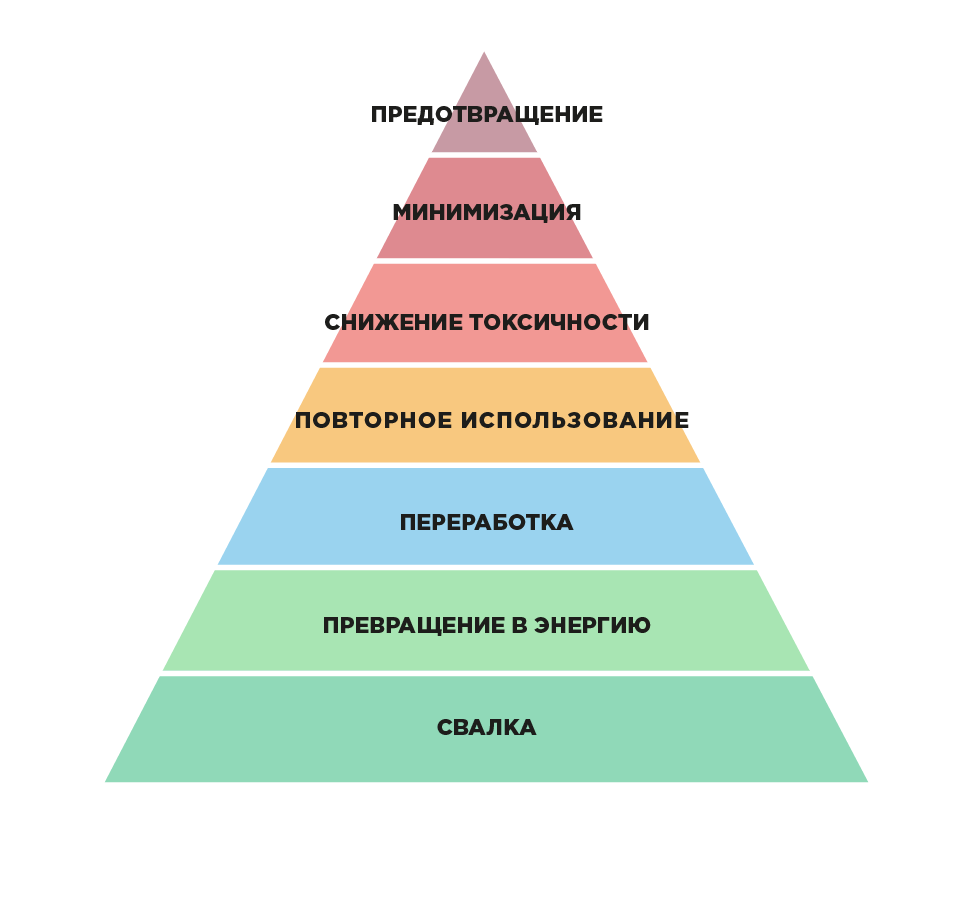 ПРЕДОТВРАЩЕНИЕ
МИНИМИЗАЦИЯ
СНИЖЕНИЕ ТОКСИЧНОСТИ
ПОВТОРНОЕ ИСПОЛЬЗОВАНИЕ
ПЕРЕРАБОТКА
ПРЕВРАЩЕНИЕ В ЭНЕРГИЮ
СВАЛКА